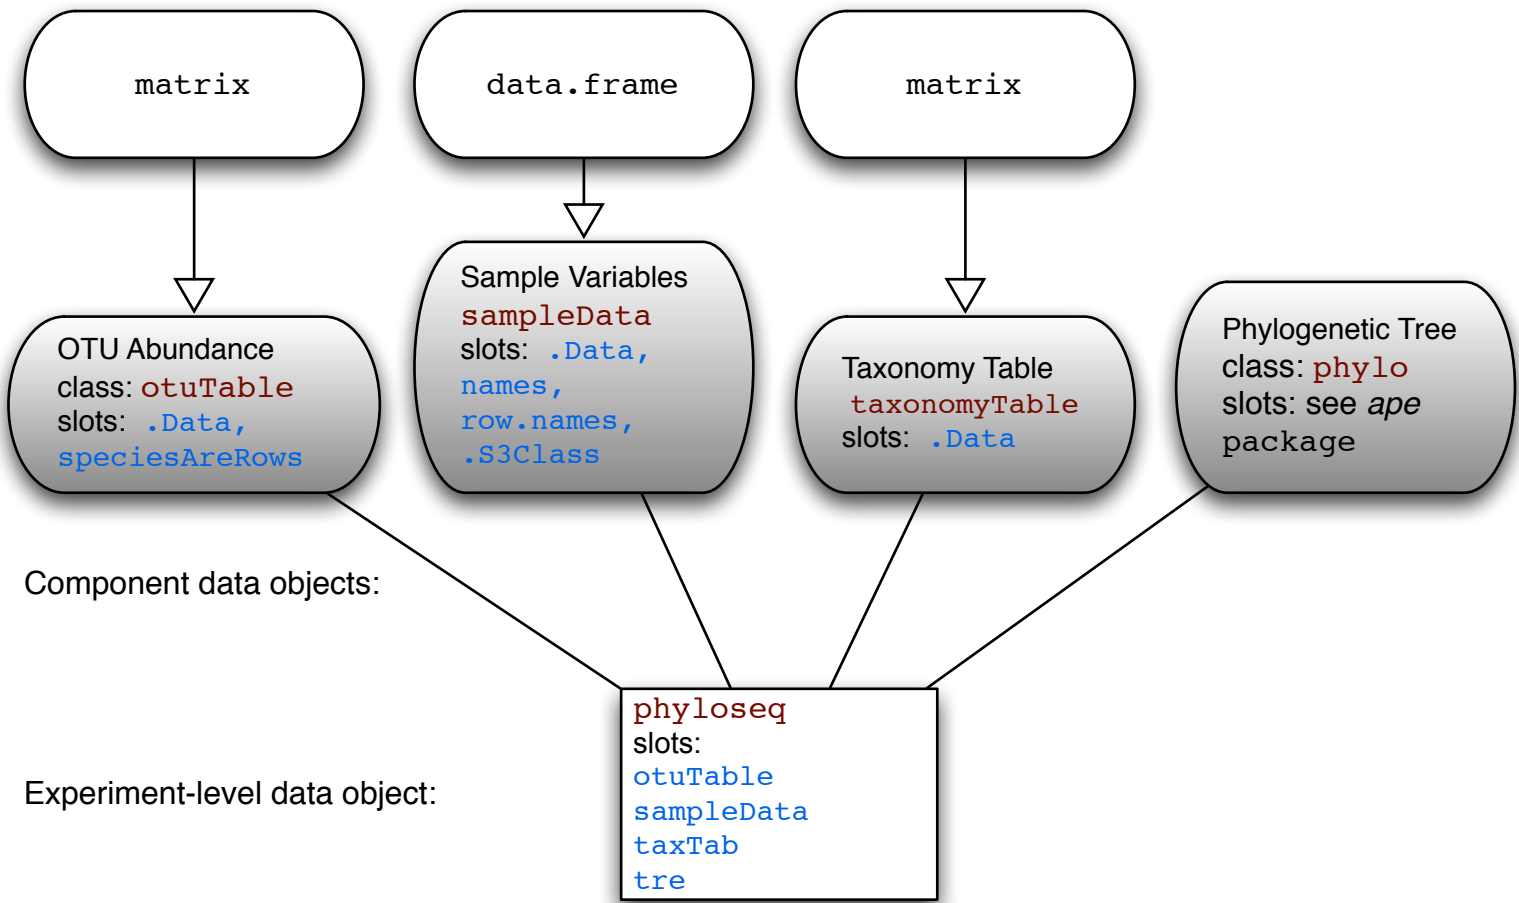 matrix
data.frame
matrix
OTU Abundance
class: otuTable
slots: .Data,
speciesAreRows
Sample Variables
sampleData
slots: .Data,
names,
row.names,
.S3Class
Taxonomy Table
taxonomyTable
slots: .Data
Phylogenetic Tree
class: phylo
slots: see ape
package
Component data objects:
Experiment-level data object:
phyloseq
slots:
otuTable
sampleData
taxTab
tre